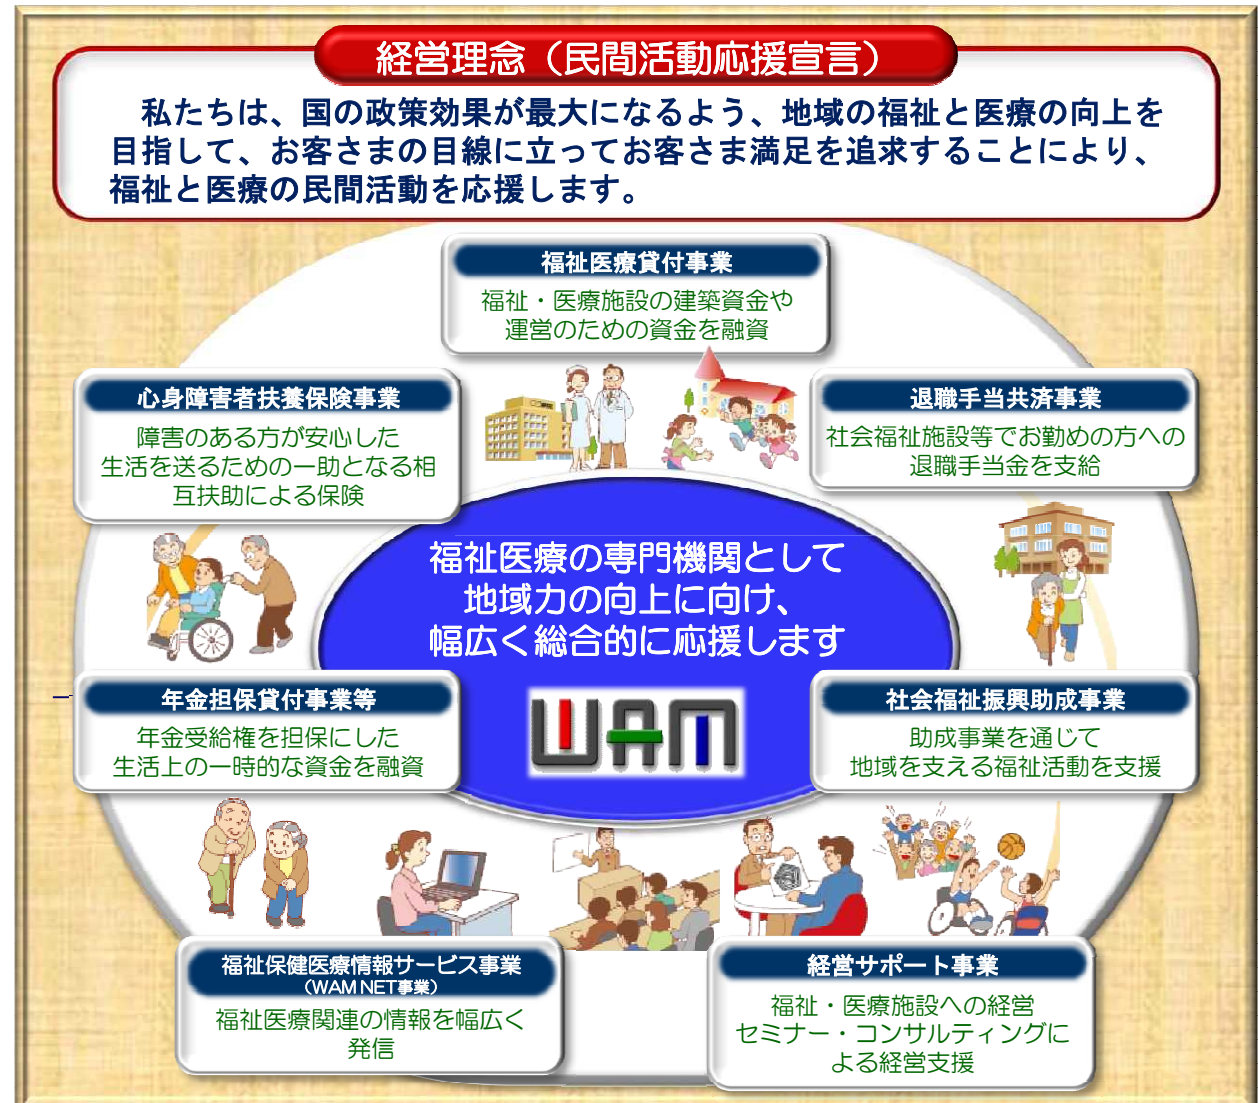 経営理念（民間活動応援宣言）
私たちは、国の政策効果が最大になるよう、地域の福祉と医療の向上を
目指して、お客さまの目線に立ってお客さま満足を追求することにより、
福祉と医療の民間活動を応援します。
福祉医療貸付事業
福祉・医療施設の建築資金や
運営のための資金を融資
心身障害者扶養保険事業
障害のある方が安心した
生活を送るための一助となる相
互扶助による保険
退職手当共済事業
社会福祉施設等でお勤めの方への
退職手当金を支給
福祉医療の専門機関として
地域力の向上に向け、
幅広く総合的に応援します
WAM
年金担保貸付事業等
年金受給権を担保にした
生活上の一時的な資金を融資
社会福祉振興助成事業
助成事業を通じて
地域を支える福祉活動を支援
福祉保健医療情報サービス事業
（WAM NET事業）
福祉医療関連の情報を幅広く
発信
経営サポート事業
福祉・医療施設への経営
セミナー・コンサルティングに
よる経営支援